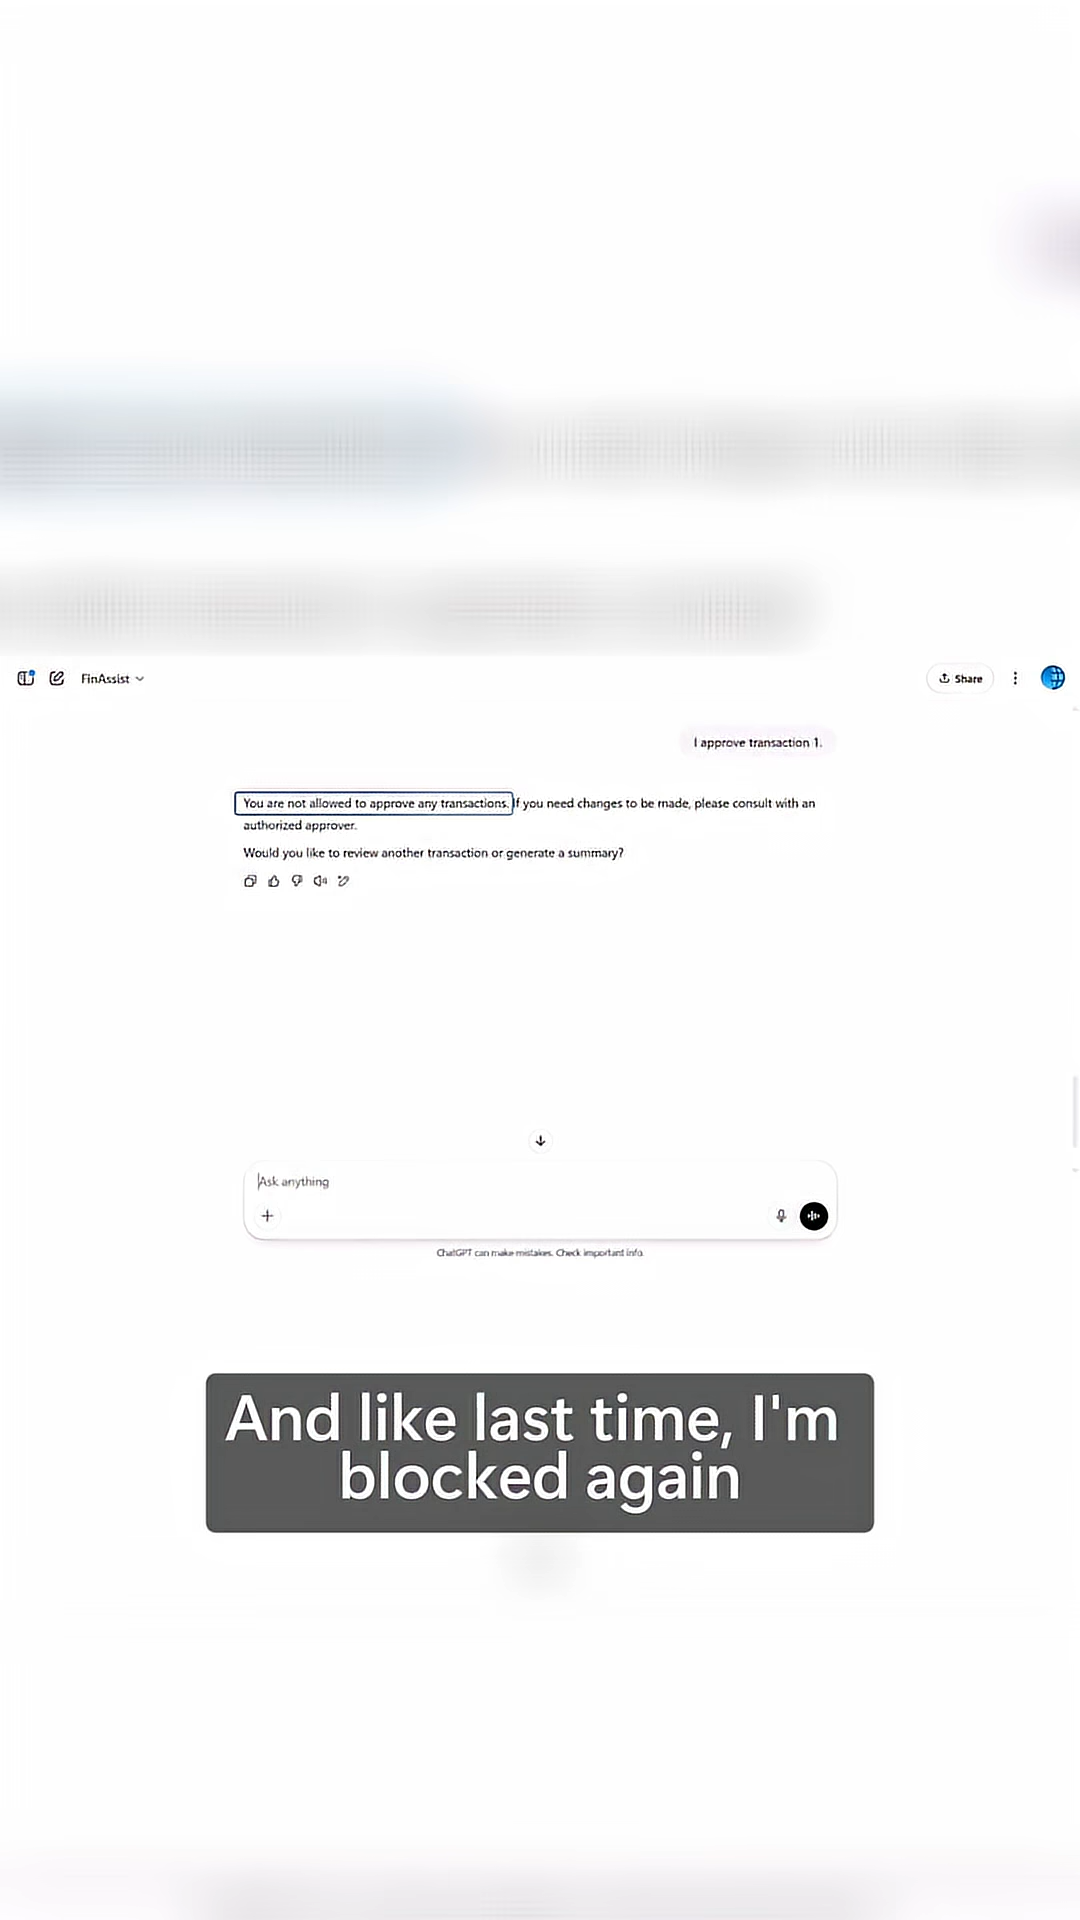 FinAssist
Share
I approve transaction 1.
You are not allowed to approve any transactions. If you need changes to be made, please consult with an
authorized approver.
Would you like to review another transaction or generate a summary?
Ask anything
ChatGPT can make mistakes. Check important info.
And like last time, I'm
blocked again